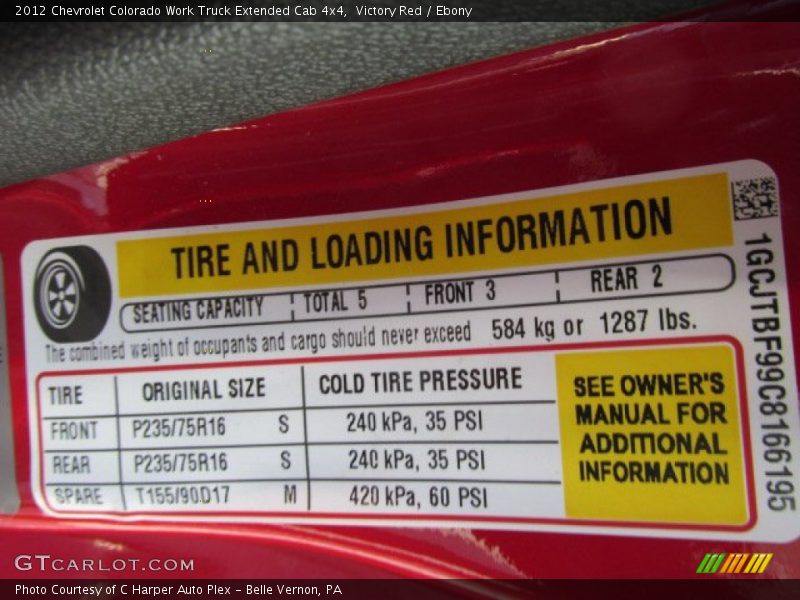 2012 Chevrolet Colorado Work Truck Extended Cab 4x4, Victory Red / Ebony
TIRE AND LOADING INFORMATION
SEATING CAPACITY TOTAL 5 FRONT 3 REAR 2
The combined weight of occupants and cargo should never exceed 584 kg or 1287 lbs.
TIRE ORIGINAL SIZE COLD TIRE PRESSURE
FRONT P235/75R16 S 240 kPa, 35 PSI
REAR P235/75R16 S 240 kPa, 35 PSI
SPARE T155/90D17 M 420 kPa, 60 PSI
SEE OWNER'S
MANUAL FOR
ADDITIONAL
INFORMATION
1GCJTBF99C8166195
GTCARLOT.COM
Photo Courtesy of C Harper Auto Plex - Belle Vernon, PA